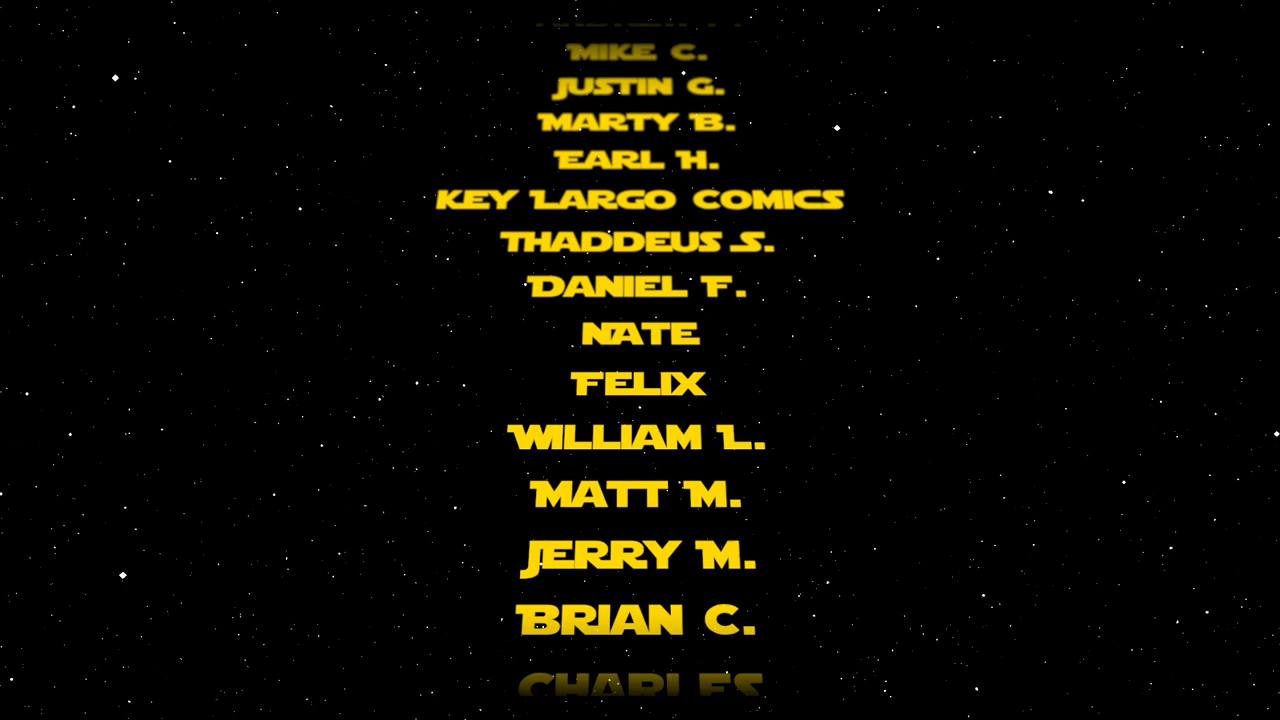 Mike C.
Justin G.
Marty B.
Earl H.
Key Largo Comics
Thaddeus S.
Daniel F.
Nate
Felix
William L.
Matt M.
Jerry M.
Brian C.
Charles